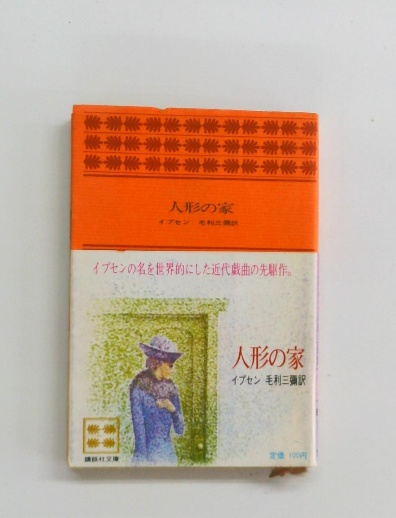 人形の家
イプセン 毛利三彌訳
イプセンの名を世界的にした近代戯曲の先駆作。
人形の家
イプセン 毛利三彌訳
講談社文庫
定価